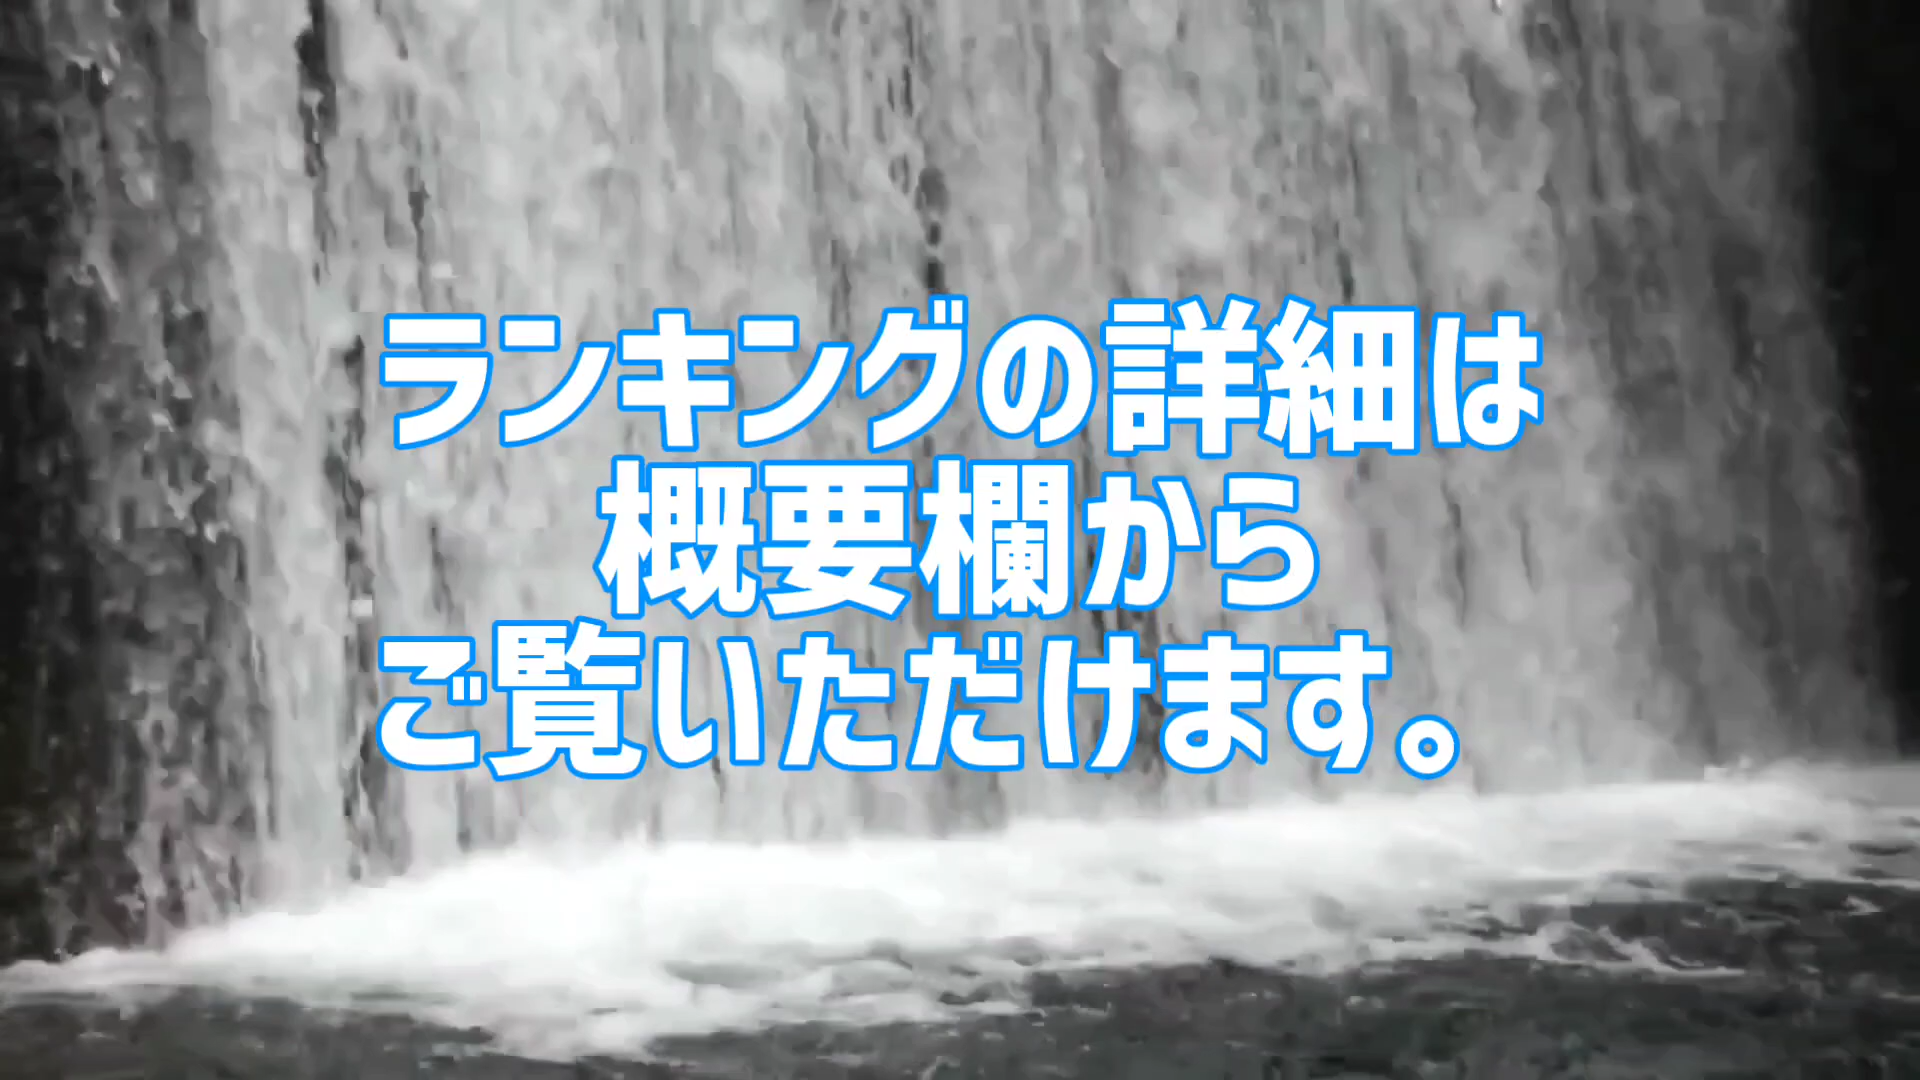 ランキングの詳細は
概要欄から
ご覧いただけます。